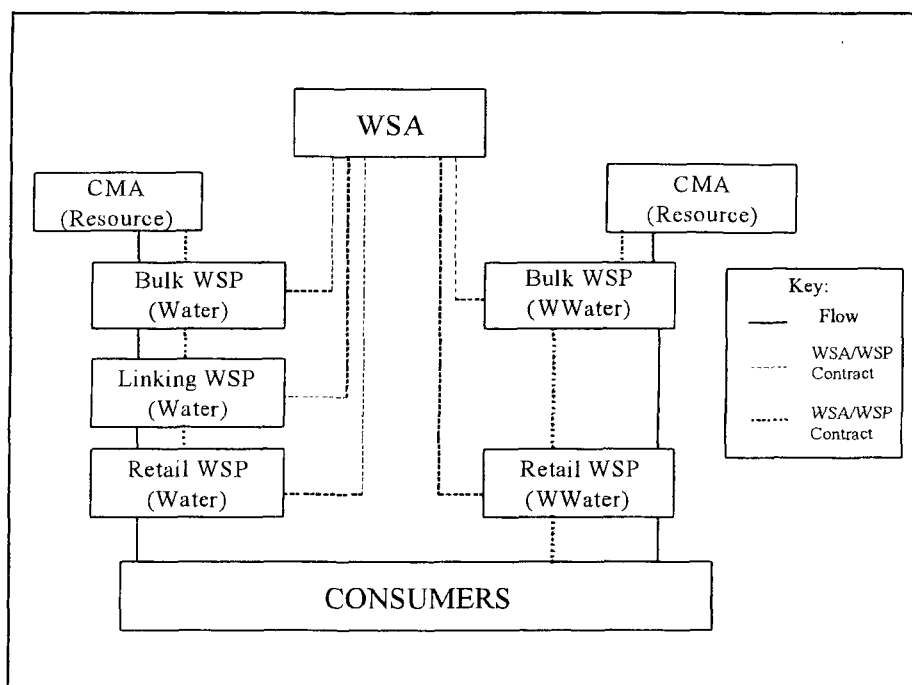 WSA
CMA
(Resource)
CMA
(Resource)
Bulk WSP
(Water)
Bulk WSP
(WWater)
Linking WSP
(Water)
Retail WSP
(Water)
Retail WSP
(WWater)
CONSUMERS
Key:
Flow
WSA/WSP
Contract
WSA/WSP
Contract